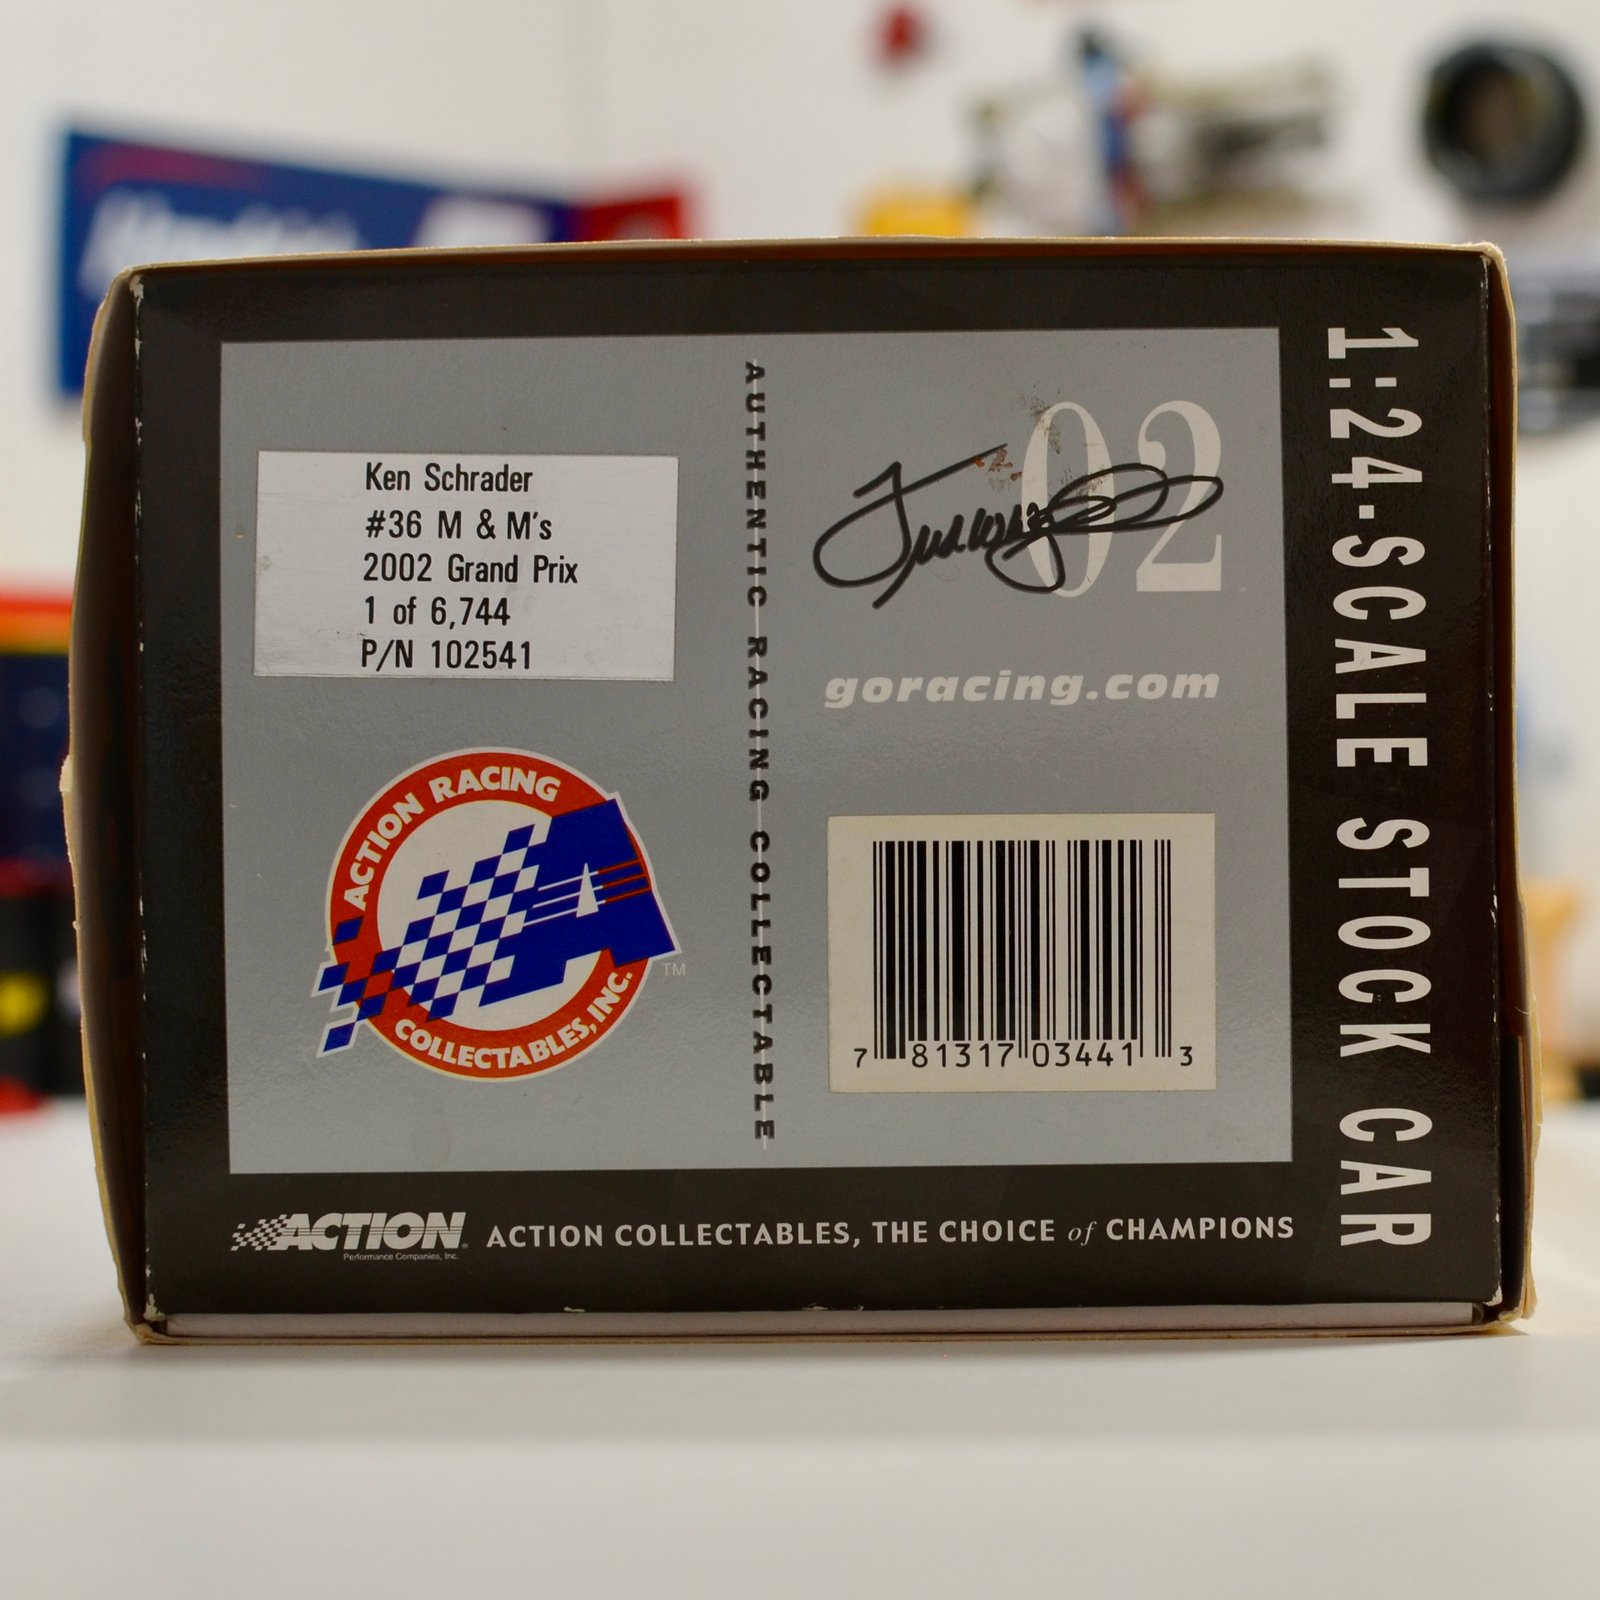 Ken Schrader
#36 M & M's
2002 Grand Prix
1 of 6,744
P/N 102541
ACTION RACING
COLLECTABLES, INC.
TM
AUTHENTIC RACING COLLECTABLE
02
goracing.com
7 81317 03441 3
1:24-SCALE STOCK CAR
ACTION
Performance Companies, Inc.
ACTION COLLECTABLES, THE CHOICE of CHAMPIONS